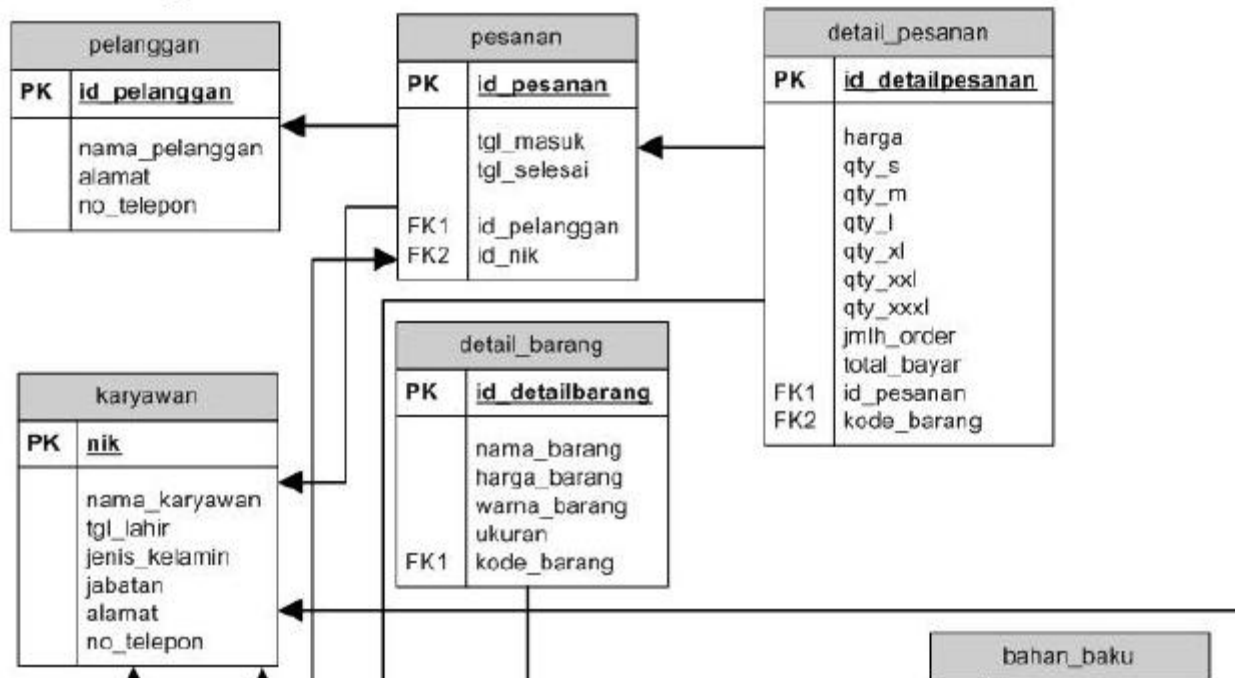 pelanggan
PK id_pelanggan
nama_pelanggan
alamat
no_telepon
pesanan
PK id_pesanan
tgl_masuk
tgl_selesai
FK1 id_pelanggan
FK2 id_nik
detail_pesanan
PK id_detailpesanan
harga
qty_s
qty_m
qty_l
qty_xl
qty_xxl
qty_xxxl
jmlh_order
total_bayar
FK1 id_pesanan
FK2 kode_barang
karyawan
PK nik
nama_karyawan
tgl_lahir
jenis_kelamin
jabatan
alamat
no_telepon
detail_barang
PK id_detailbarang
nama_barang
harga_barang
warna_barang
ukuran
FK1 kode_barang
bahan_baku